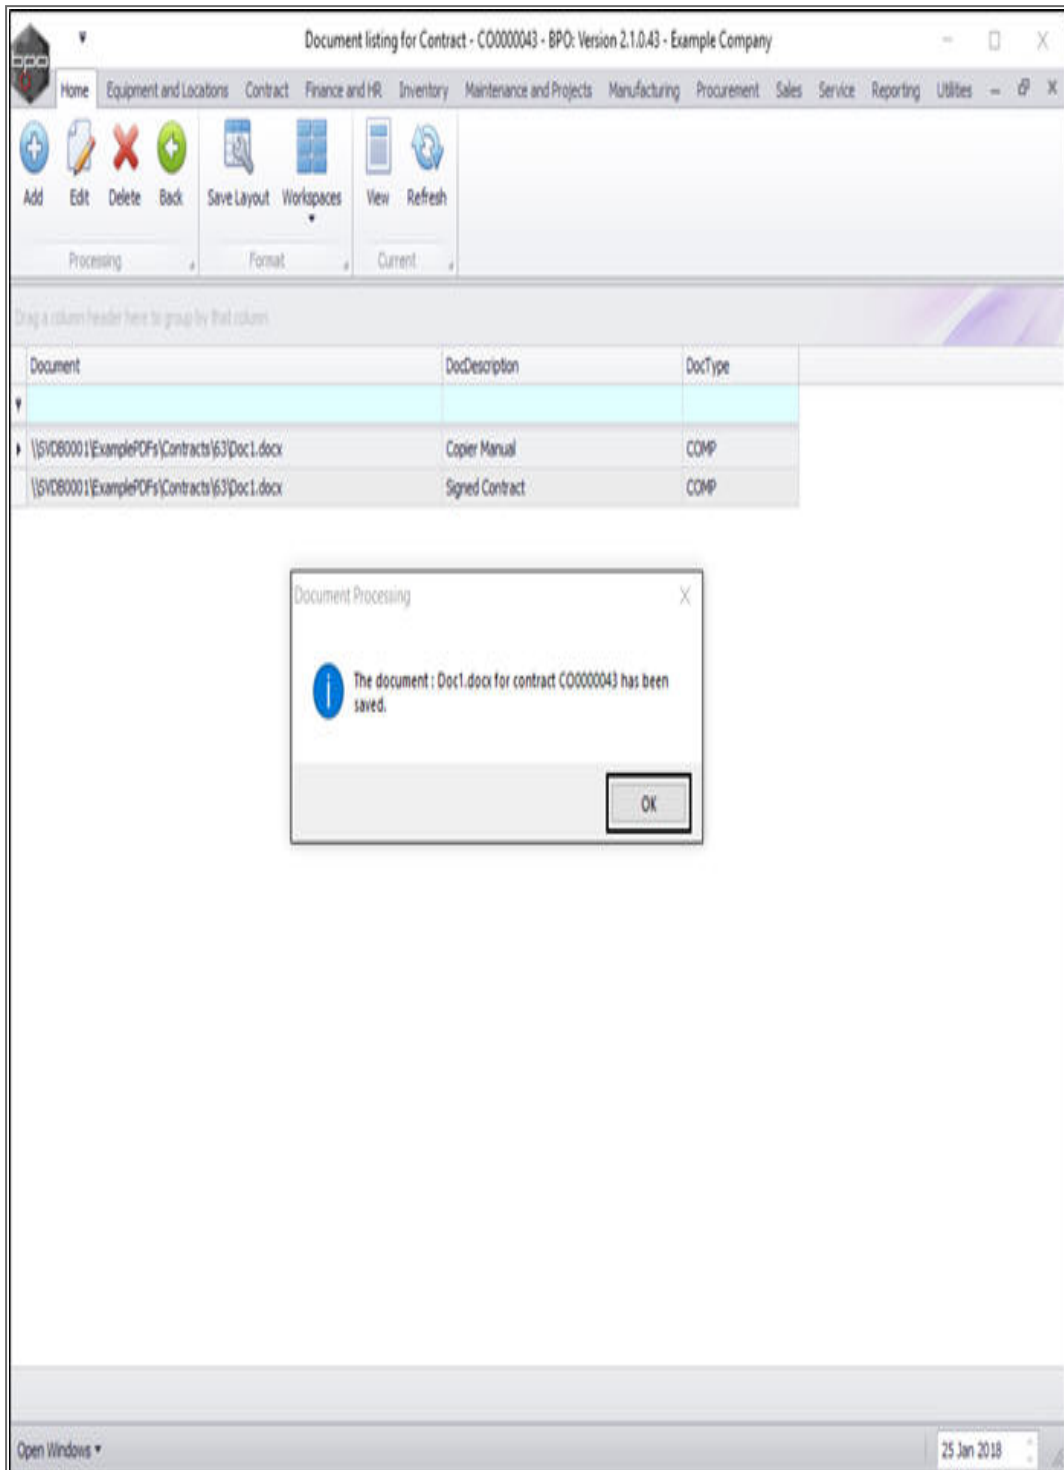 Document listing for Contract - CO0000043 - BPO: Version 2.1.0.43 - Example Company
bpo
Home Equipment and Locations Contract Finance and HR Inventory Maintenance and Projects Manufacturing Procurement Sales Service Reporting Utilities
Add Edit Delete Back Save Layout Workspaces View Refresh
Processing Format Current
Drag a column header here to group by that column
Document DocDescription DocType
\\SVDB0001\ExamplePDFs\Contracts\63\Doc1.docx Copier Manual COMP
\\SVDB0001\ExamplePDFs\Contracts\63\Doc1.docx Signed Contract COMP
Document Processing
The document : Doc1.docx for contract CO0000043 has been
saved.
OK
Open Windows 25 Jan 2018